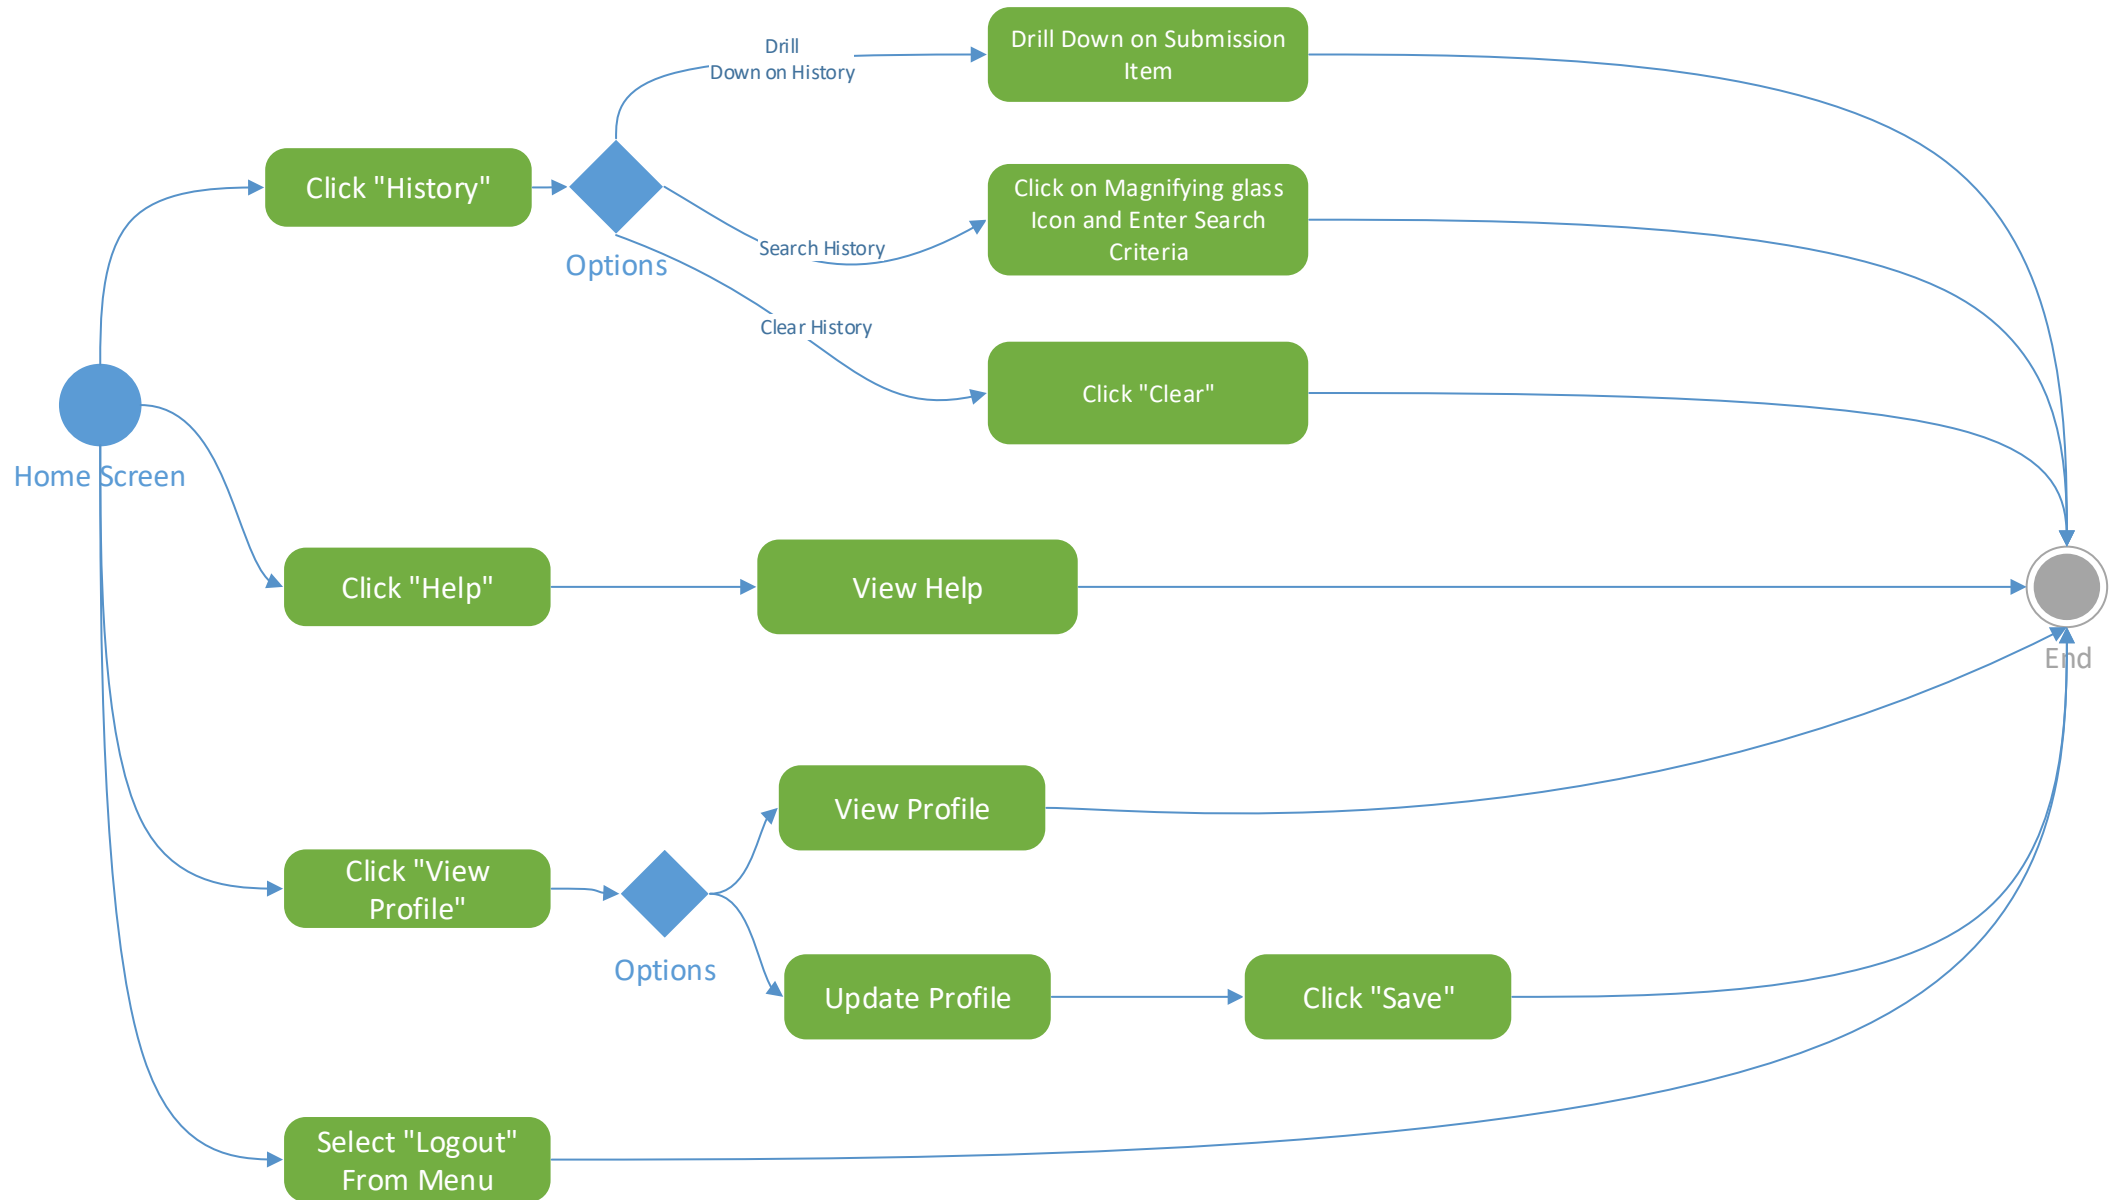 Drill
Down on History
Drill Down on Submission
Item
Click "History"
Options
Search History
Click on Magnifying glass
Icon and Enter Search
Criteria
Clear History
Click "Clear"
Home Screen
Click "Help"
View Help
End
Click "View
Profile"
Options
View Profile
Update Profile
Click "Save"
Select "Logout"
From Menu